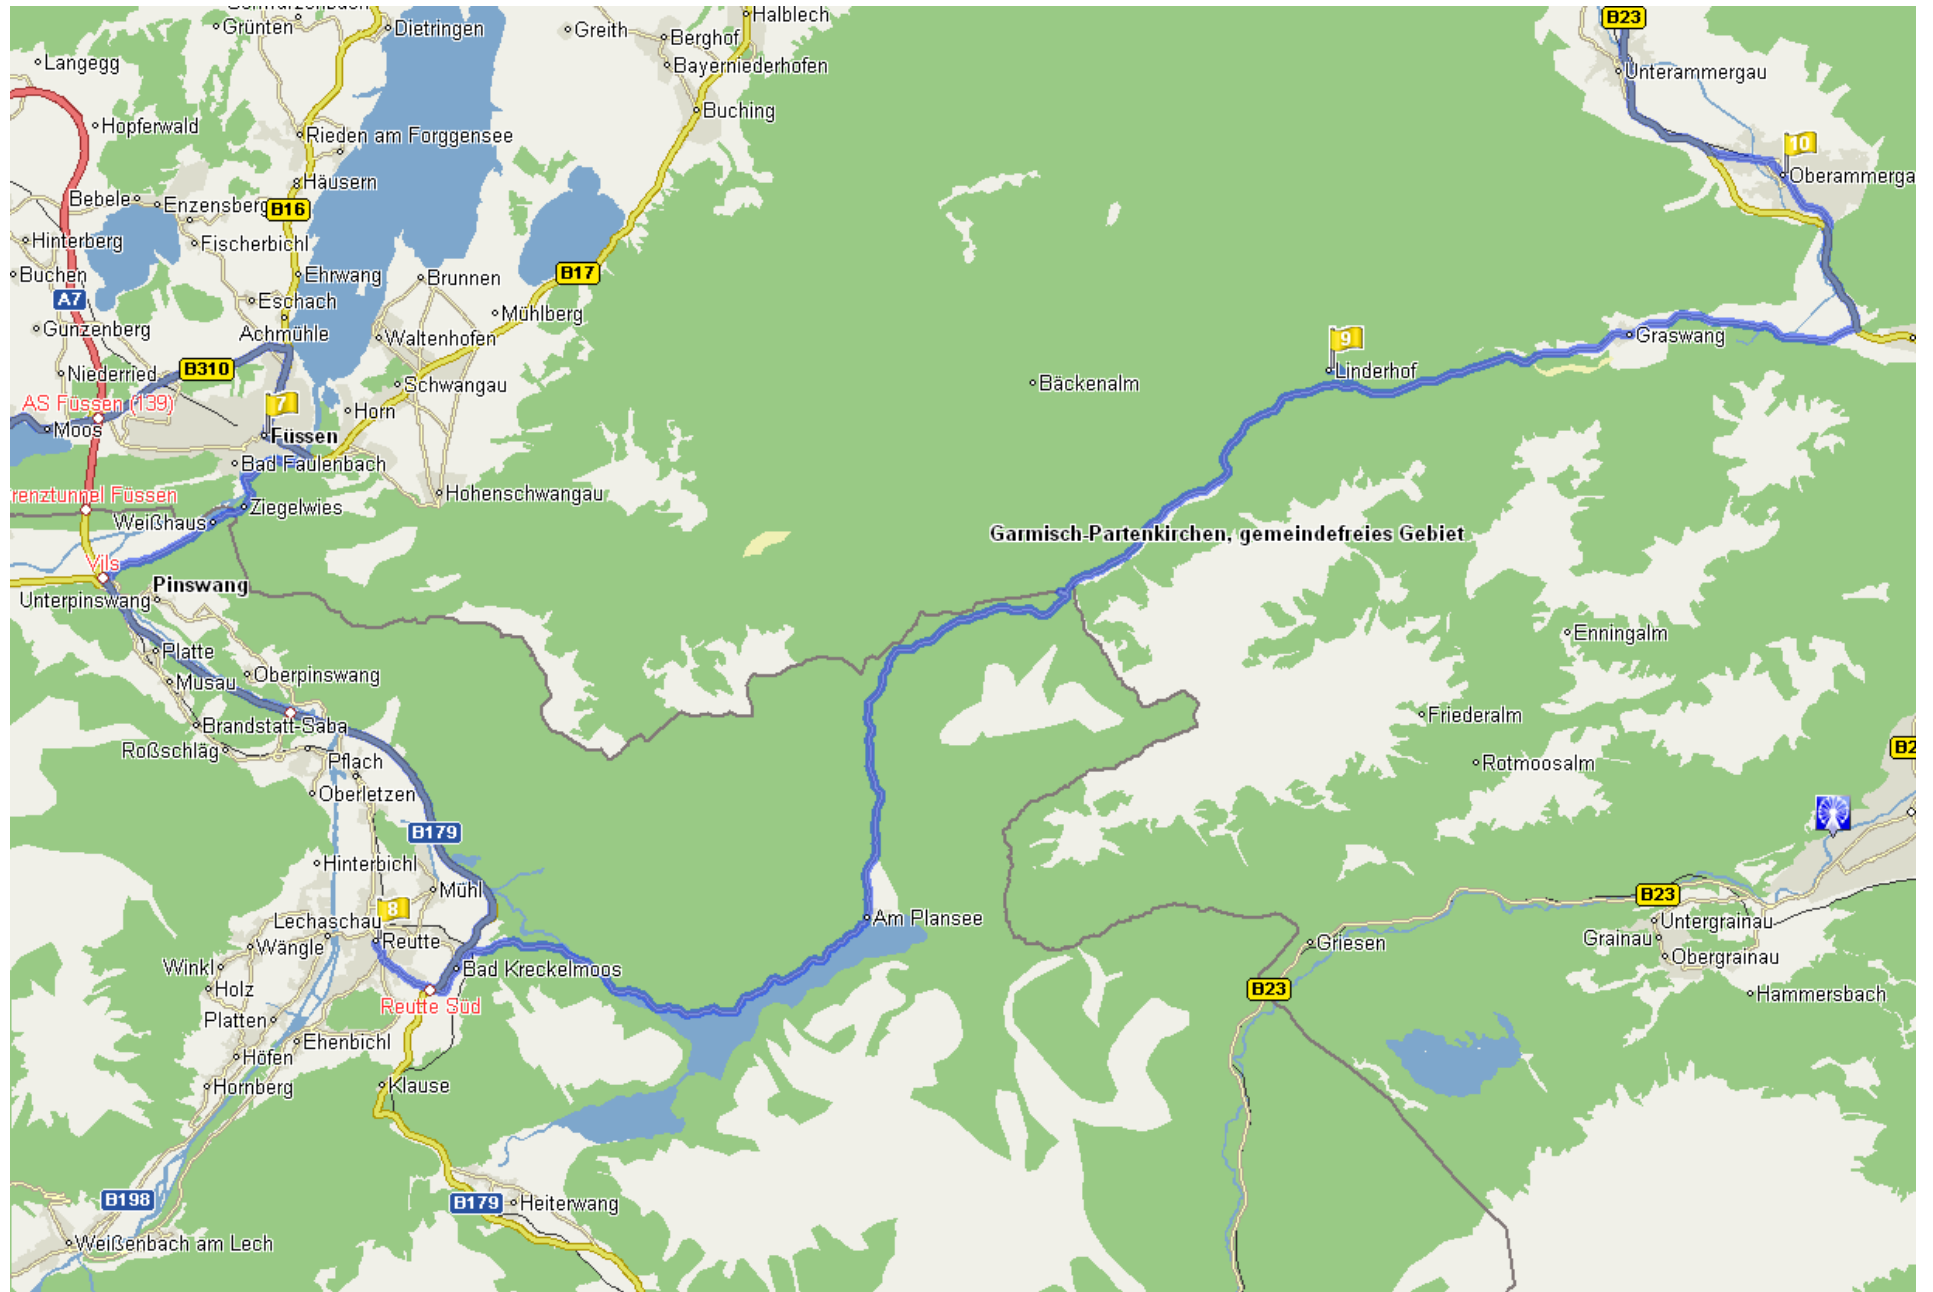 Grünten
Dietringen
Greith
Berghof
Halblech
B23
Langegg
Bayerniederhofen
Unterammergau
Hopferwald
Rieden am Forggensee
Buching
10
Häusern
Oberammerga
Bebele
Enzensberg
B16
Hinterberg
Fischerbichl
Buchen
Ehrwang
Brunnen
B17
A7
Eschach
Mühlberg
Gunzenberg
Achmühle
Waltenhofen
9
Graswang
Niederried
B310
Schwangau
Bäckenalm
Linderhof
AS Füssen (139)
7
Horn
Moos
Füssen
Bad Faulenbach
renztunnel Füssen
Hohenschwangau
Weißhaus
Ziegelwies
Garmisch-Partenkirchen, gemeindefreies Gebiet
Vils
Pinswang
Unterpinswang
Enningalm
Platte
Musau
Oberpinswang
Friederalm
Brandstatt-Saba
Roßschläg
B2
Pflach
Rotmoosalm
Oberletzen
B179
Hinterbichl
Mühl
B23
8
Lechaschau
Am Plansee
Untergrainau
Wängle
Reutte
Griesen
Grainau
Winkl
Bad Kreckelmoos
Obergrainau
Holz
B23
Hammersbach
Reutte Süd
Platten
Ehenbichl
Höfen
Hornberg
Klause
B198
B179
Heiterwang
Weißenbach am Lech